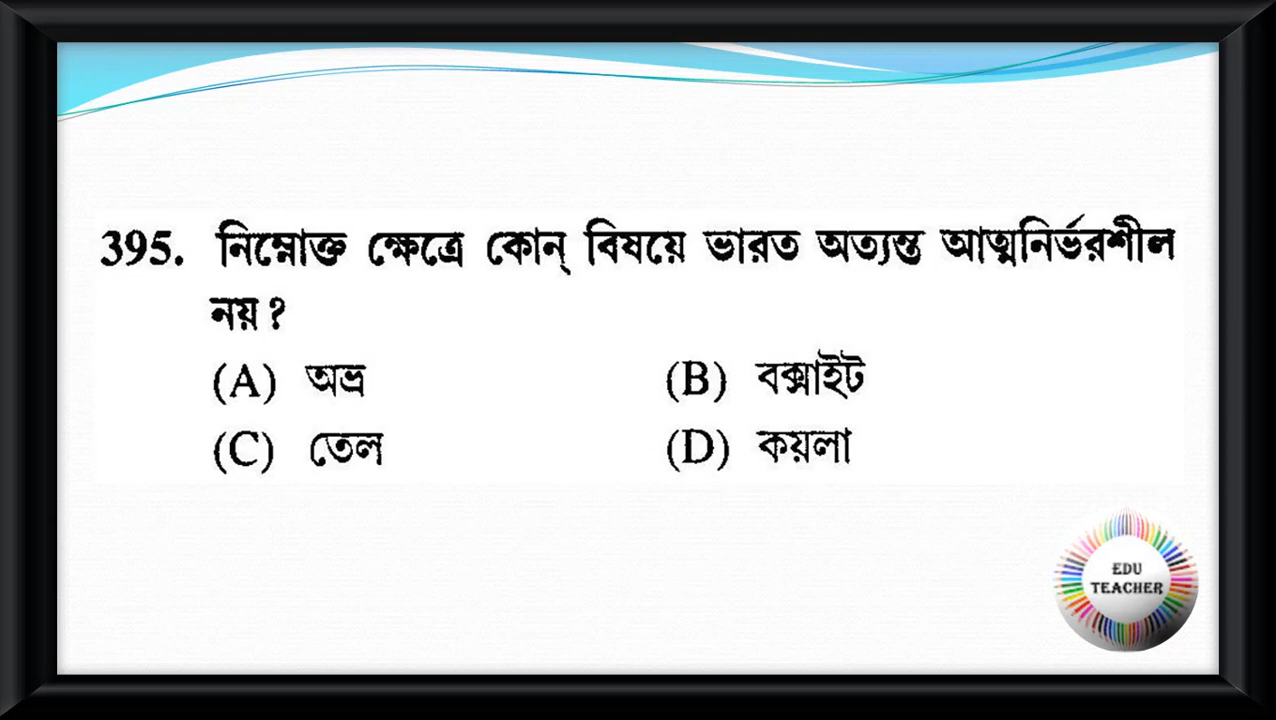 395. নিম্নোক্ত ক্ষেত্রে কোন্ বিষয়ে ভারত অত্যন্ত আত্মনির্ভরশীল
নয় ?
(A) অভ্র (B) বক্সাইট
(C) তেল (D) কয়লা
EDU
TEACHER